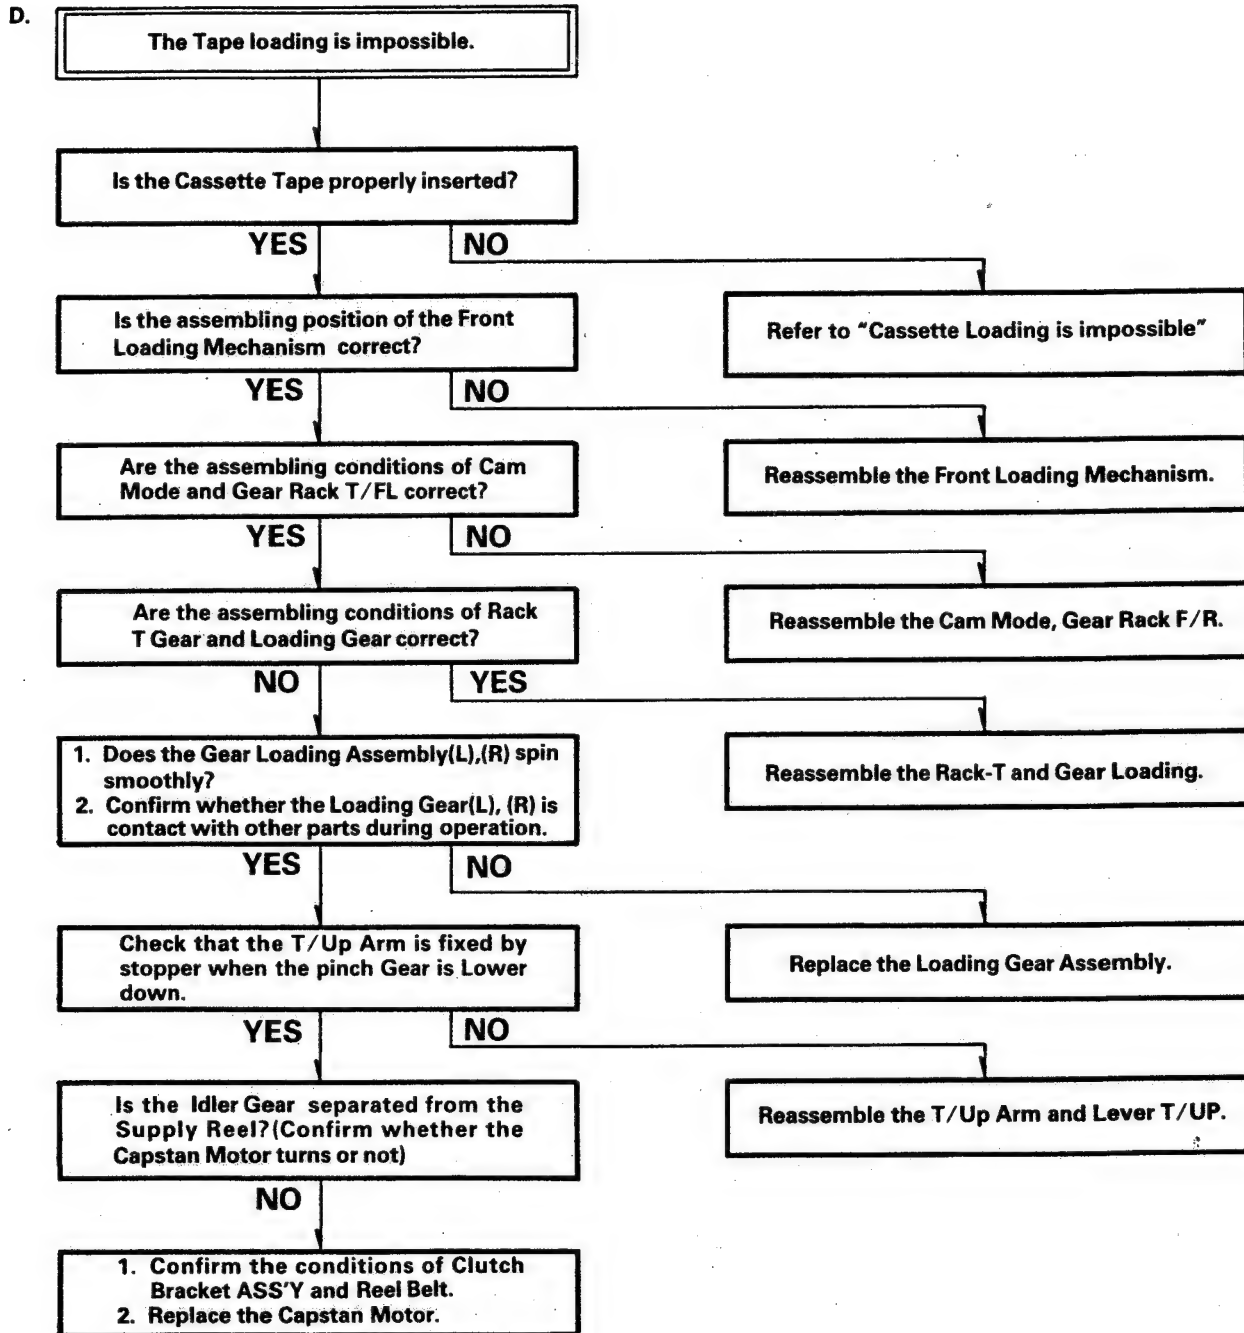 D.
The Tape loading is impossible.
Is the Cassette Tape properly inserted?
YES
NO
Is the assembling position of the Front
Loading Mechanism correct?
Refer to "Cassette Loading is impossible"
YES
NO
Are the assembling conditions of Cam
Mode and Gear Rack T/FL correct?
Reassemble the Front Loading Mechanism.
YES
NO
Are the assembling conditions of Rack
T Gear and Loading Gear correct?
Reassemble the Cam Mode, Gear Rack F/R.
NO
YES
1. Does the Gear Loading Assembly(L),(R) spin
smoothly?
2. Confirm whether the Loading Gear(L), (R) is
contact with other parts during operation.
Reassemble the Rack-T and Gear Loading.
YES
NO
Check that the T/Up Arm is fixed by
stopper when the pinch Gear is Lower
down.
Replace the Loading Gear Assembly.
YES
NO
Is the Idler Gear separated from the
Supply Reel?(Confirm whether the
Capstan Motor turns or not)
Reassemble the T/Up Arm and Lever T/UP.
NO
1. Confirm the conditions of Clutch
Bracket ASS'Y and Reel Belt.
2. Replace the Capstan Motor.